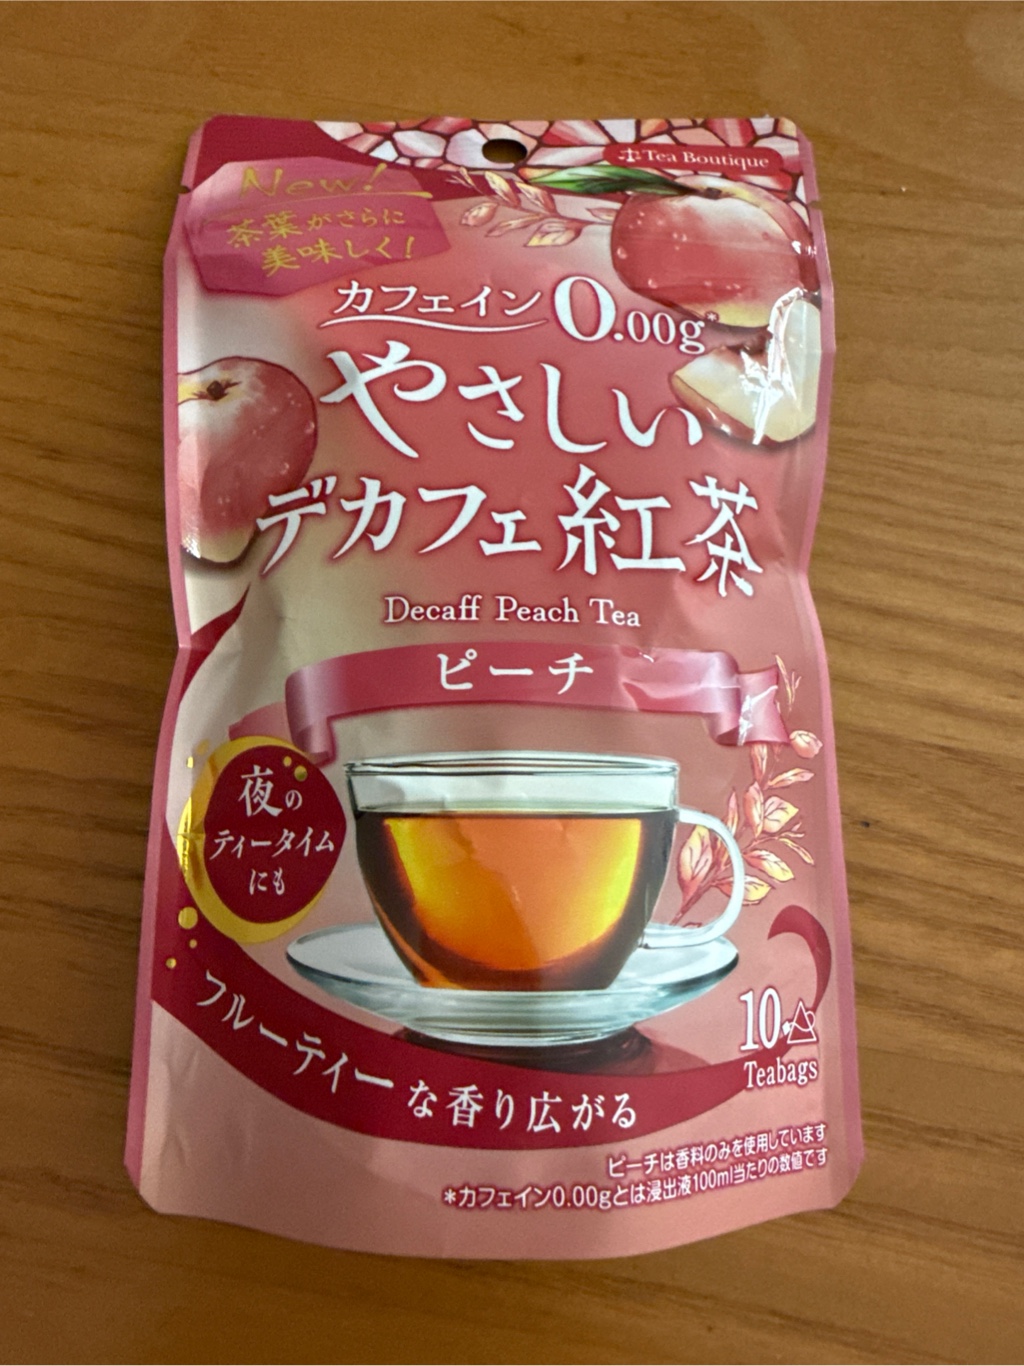 Tea Boutique
New!
茶葉がさらに
美味しく!
カフェイン0.00g*
やさしい
デカフェ紅茶
Decaff Peach Tea
ピーチ
夜の
ティータイム
にも
フルーティーな香り広がる
10
Teabags
ピーチは香料のみを使用しています
*カフェイン0.00gとは浸出液100ml当たりの数値です